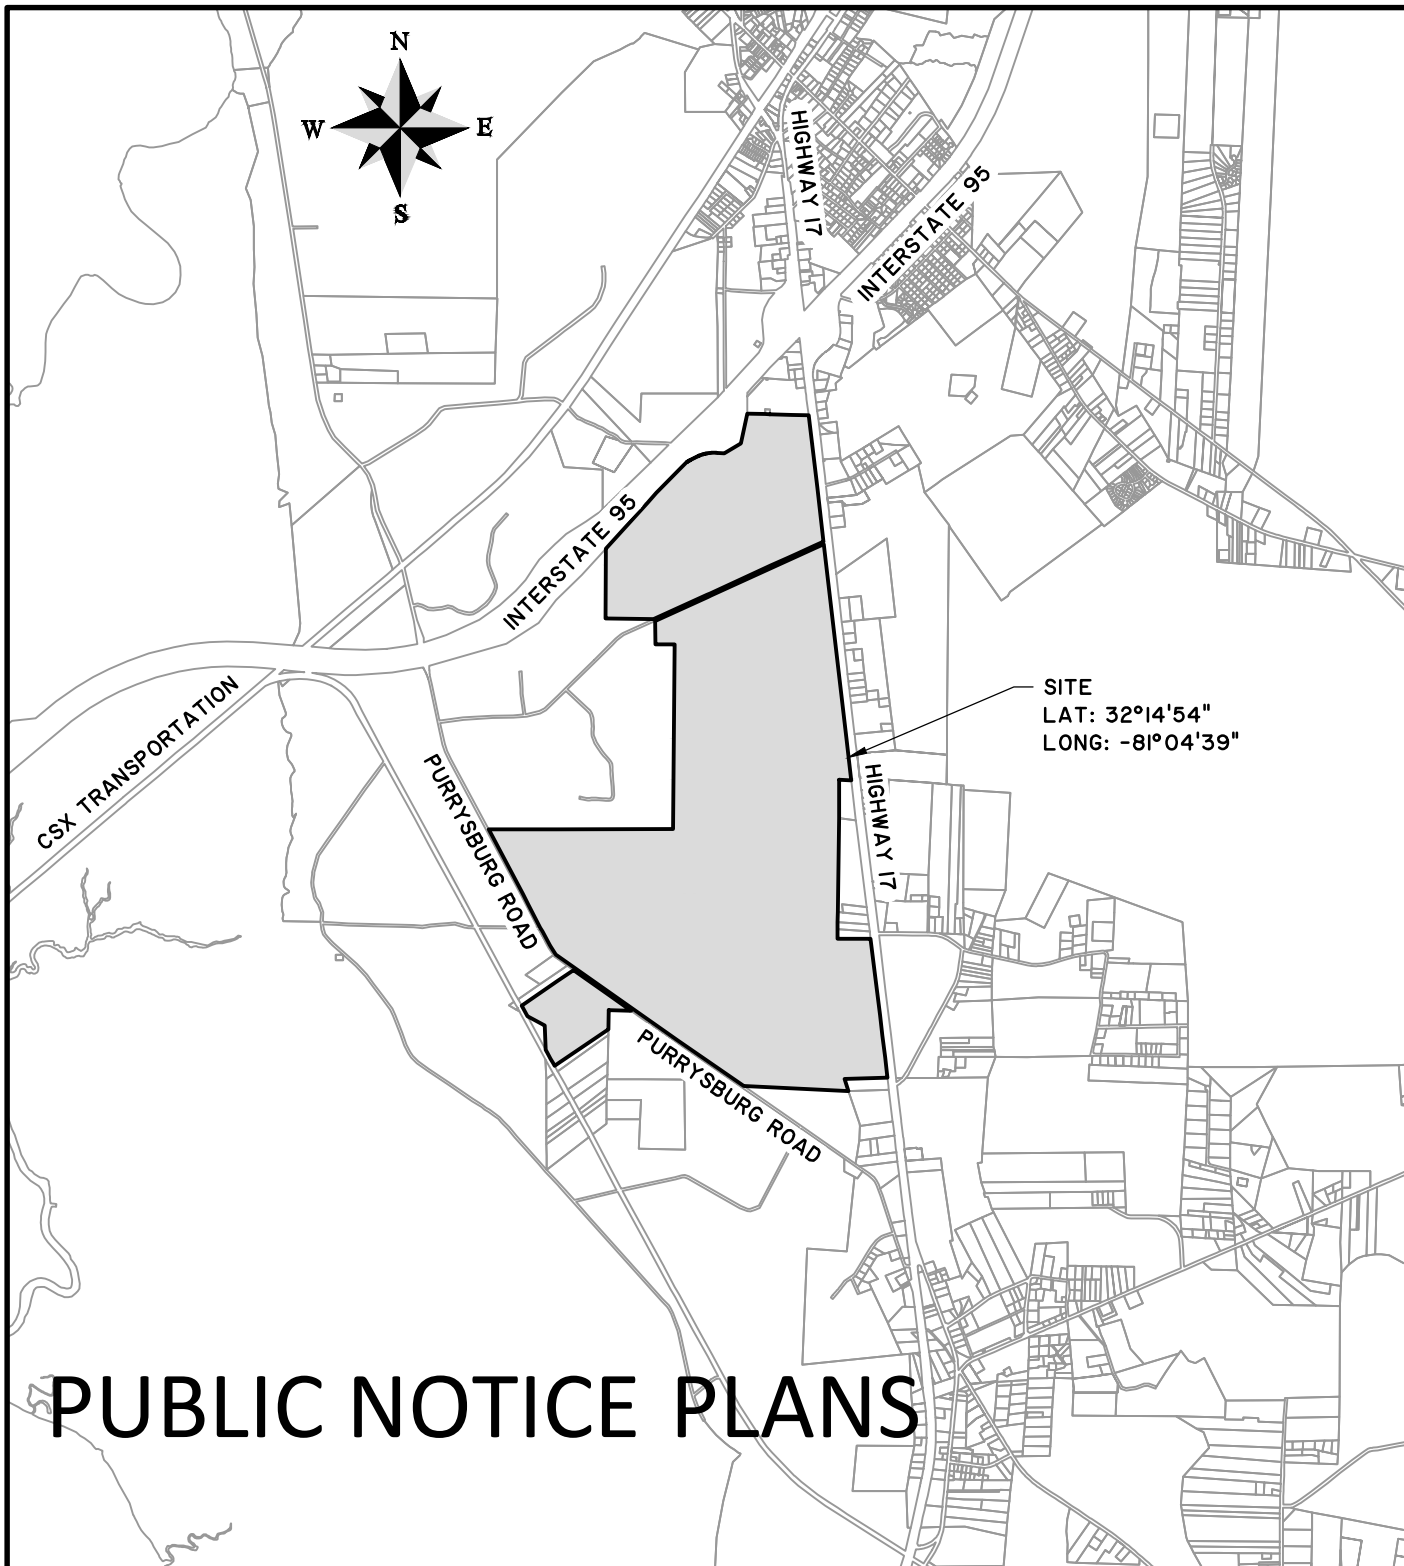 N
W E
S
HIGHWAY 17
INTERSTATE 95
INTERSTATE 95
SITE
LAT: 32°14'54"
LONG: -81°04'39"
CSX TRANSPORTATION
PURRYSBURG ROAD
HIGHWAY 17
PURRYSBURG ROAD
PUBLIC NOTICE PLANS